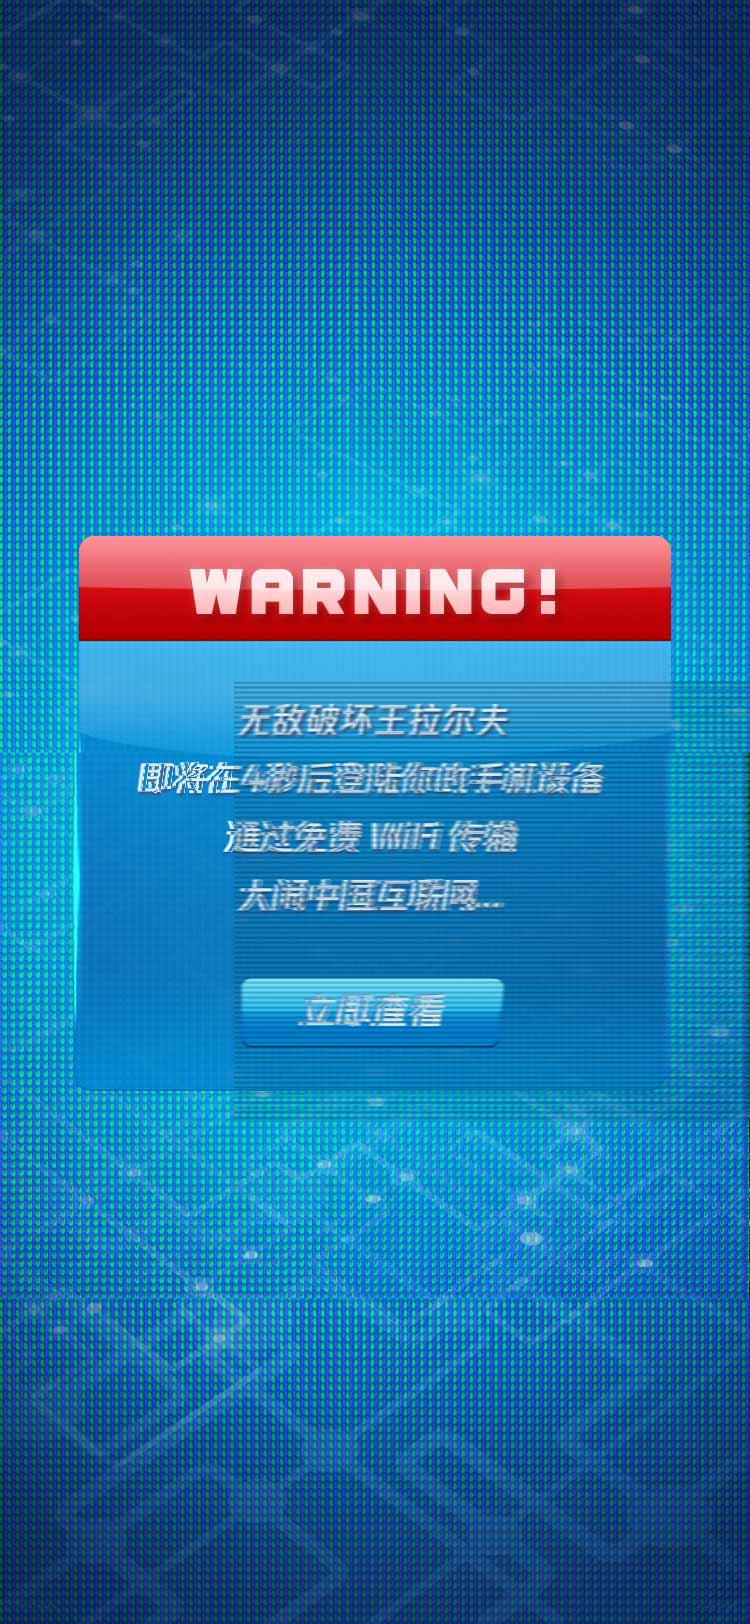 WARNING!
无敌破坏王拉尔夫
即将在4秒后登陆你的手机设备
通过免费 WiFi 传输
大闹中国互联网...
立即查看